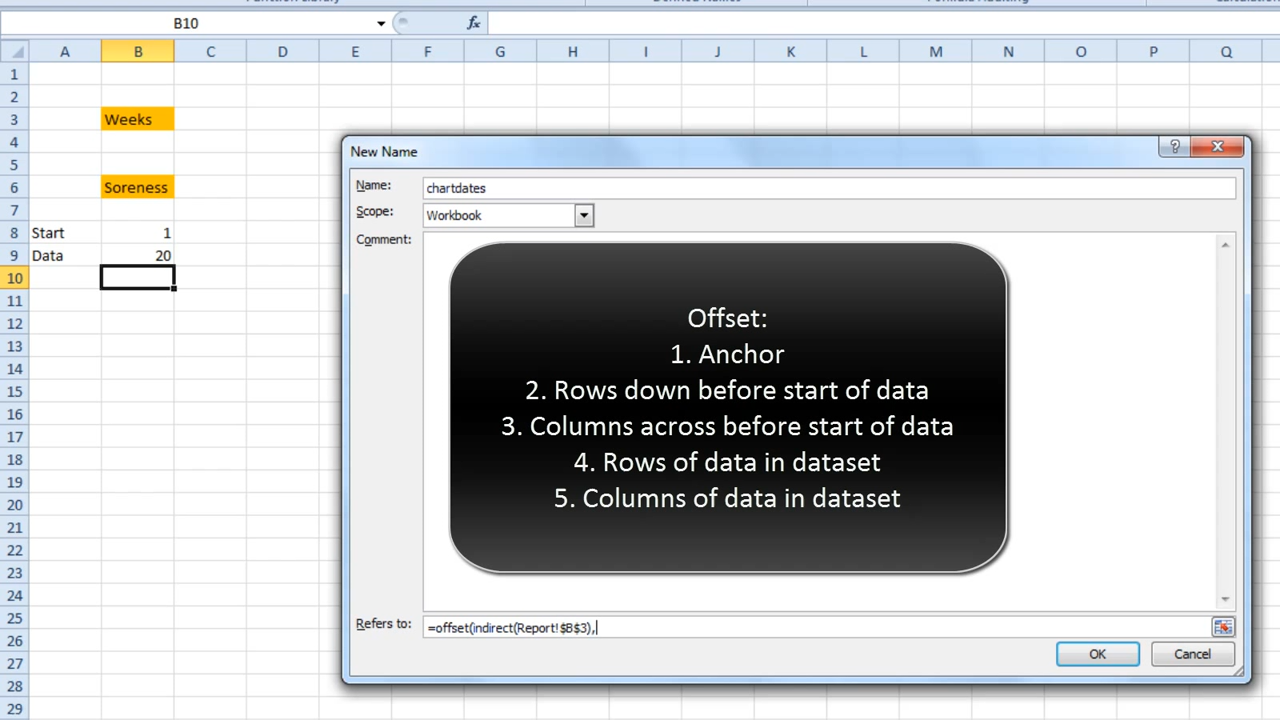 B10
fx
A B C D E F G H I J K L M N O P Q
1
2
3 Weeks
4
5
6 Soreness
7
8 Start 1
9 Data 20
10
11
12
13
14
15
16
17
18
19
20
21
22
23
24
25
26
27
28
29
New Name
?
Name: chartdates
Scope: Workbook
Comment:
Offset:
1. Anchor
2. Rows down before start of data
3. Columns across before start of data
4. Rows of data in dataset
5. Columns of data in dataset
Refers to: =offset(indirect(Report!$B$3),
OK Cancel